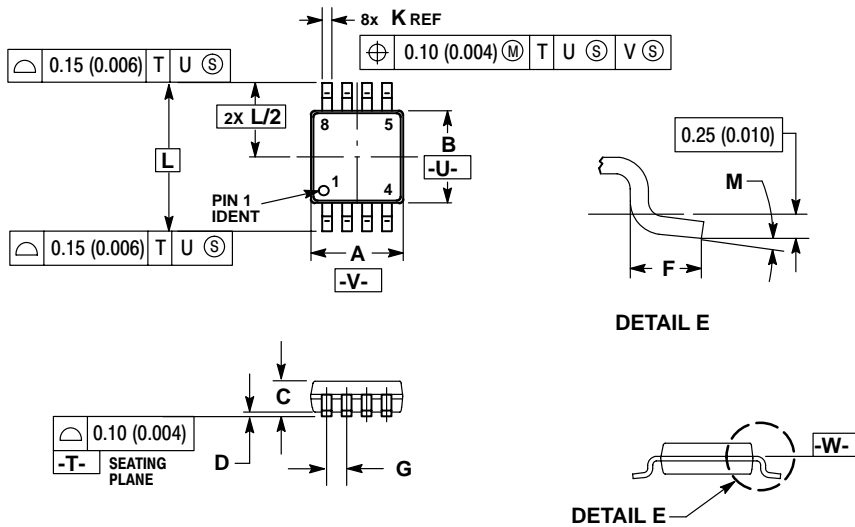 8x K REF
⌖ 0.10 (0.004) Ⓜ T U Ⓢ V Ⓢ
⌓ 0.15 (0.006) T U Ⓢ
2X L/2
8 5
B
-U-
L
1
4
PIN 1
IDENT
⌓ 0.15 (0.006) T U Ⓢ
A
-V-
0.25 (0.010)
M
F
DETAIL E
C
⌓ 0.10 (0.004)
-T- SEATING
PLANE
D
G
-W-
DETAIL E